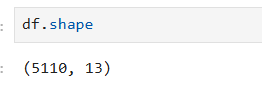 : df.shape
: (5110, 13)